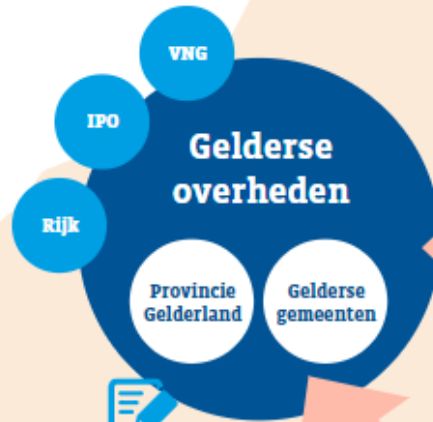 VNG
IPO
Rijk
Gelderse
overheden
Provincie
Gelderland
Gelderse
gemeenten